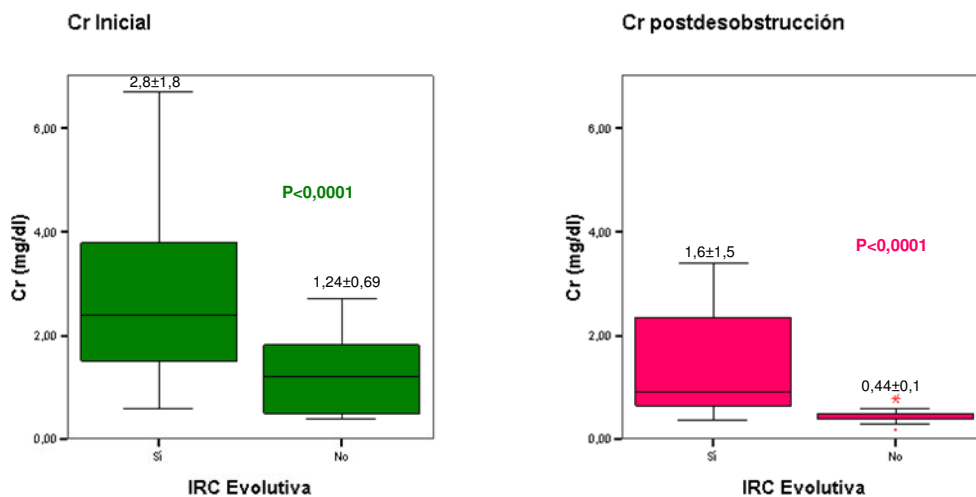 Cr Inicial
2,8±1,8
6,00
4,00
2,00
0,00
Cr (mg/dl)
P<0,0001
1,24±0,69
Sí
No
IRC Evolutiva
Cr postdesobstrucción
6,00
4,00
2,00
0,00
Cr (mg/dl)
1,6±1,5
P<0,0001
0,44±0,1
Sí
No
IRC Evolutiva